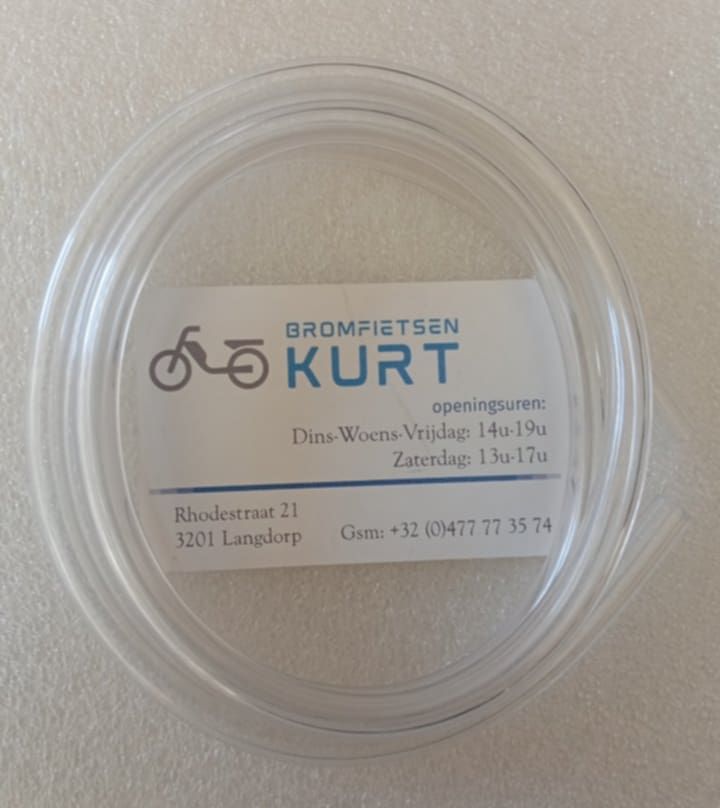 BROMFIETSEN
KURT
openingsuren:
Dins-Woens-Vrijdag: 14u-19u
Zaterdag: 13u-17u
Rhodestraat 21
3201 Langdorp
Gsm: +32 (0)477 77 35 74